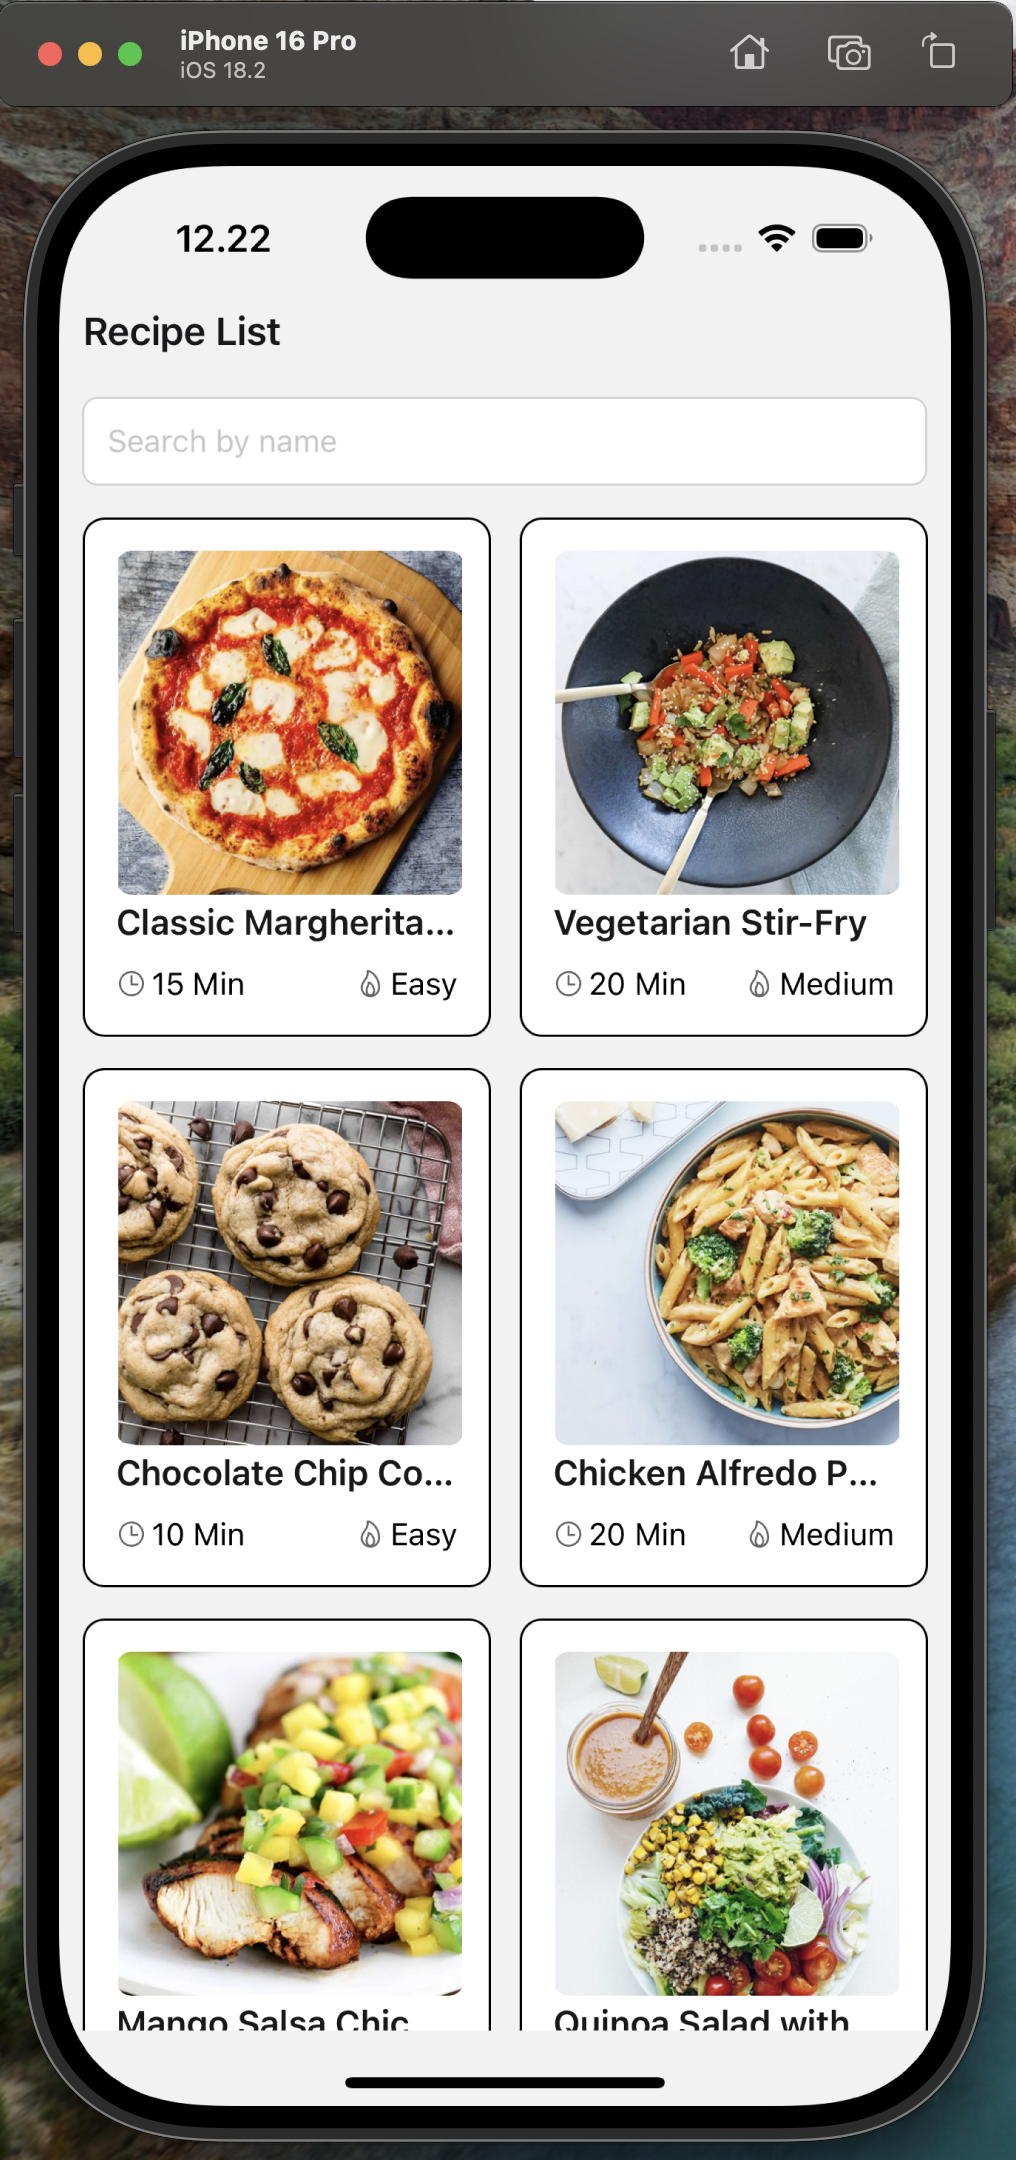 iPhone 16 Pro
iOS 18.2
12.22
Recipe List
Search by name
Classic Margherita...
Vegetarian Stir-Fry
15 Min
Easy
20 Min
Medium
Chocolate Chip Co...
Chicken Alfredo P...
10 Min
Easy
20 Min
Medium
Mango Salsa Chic
Quinoa Salad with